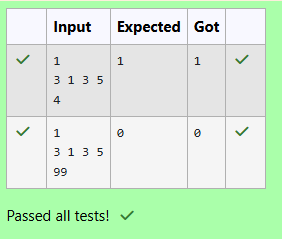 Input Expected Got
✓ 1 1 1 ✓
3 1 3 5
4
✓ 1 0 0 ✓
3 1 3 5
99
Passed all tests! ✓